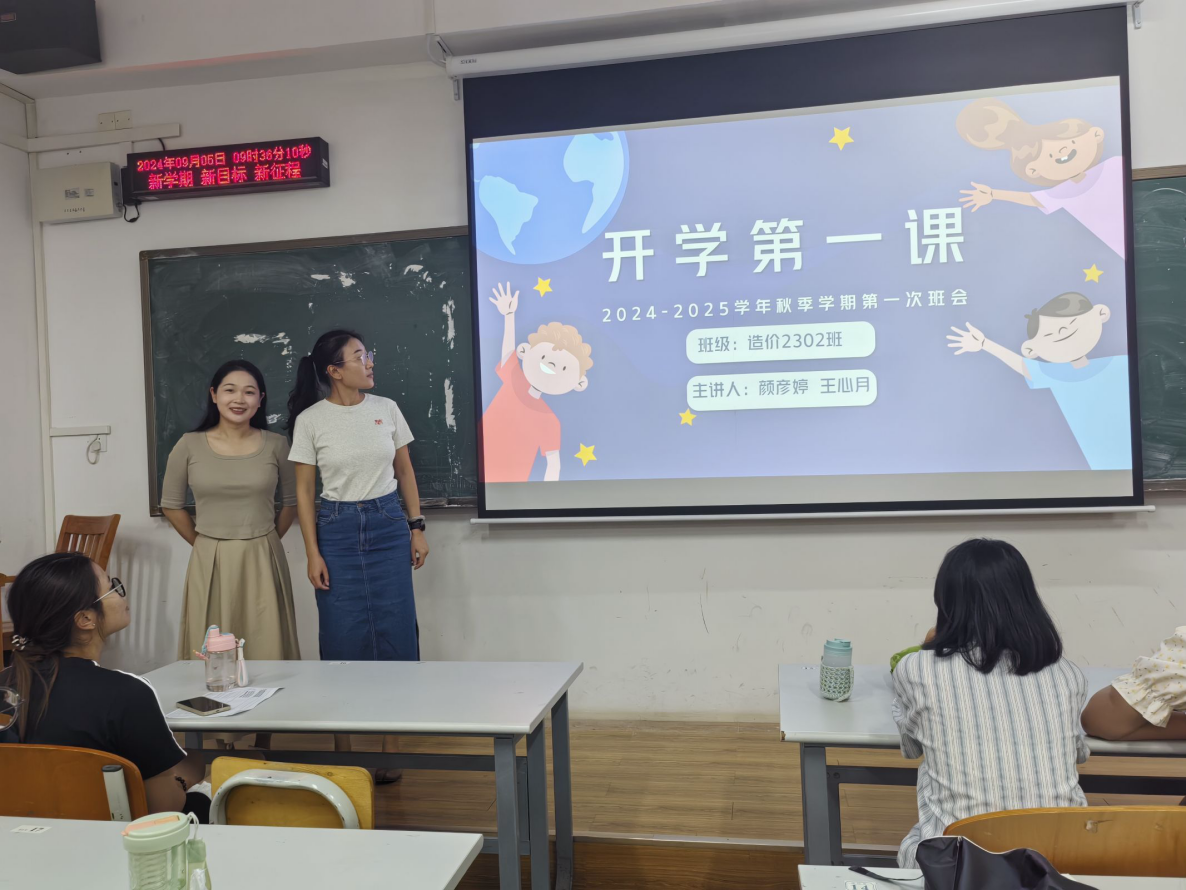 2024年09月05日 09时36分10秒
新学期 新目标 新征程
开学第一课
2024-2025学年秋季学期第一次班会
班级：造价2302班
主讲人：颜彦婷 王心月